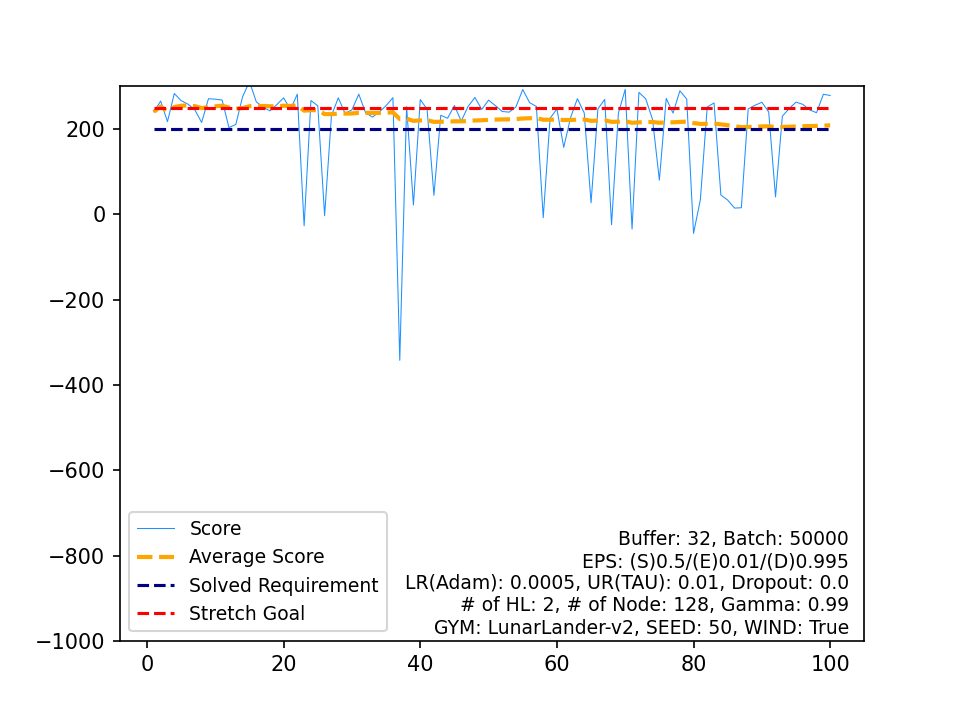 200
0
−200
−400
−600
−800
−1000
0
20
40
60
80
100
Score
Average Score
Solved Requirement
Stretch Goal
Buffer: 32, Batch: 50000
EPS: (S)0.5/(E)0.01/(D)0.995
LR(Adam): 0.0005, UR(TAU): 0.01, Dropout: 0.0
# of HL: 2, # of Node: 128, Gamma: 0.99
GYM: LunarLander-v2, SEED: 50, WIND: True